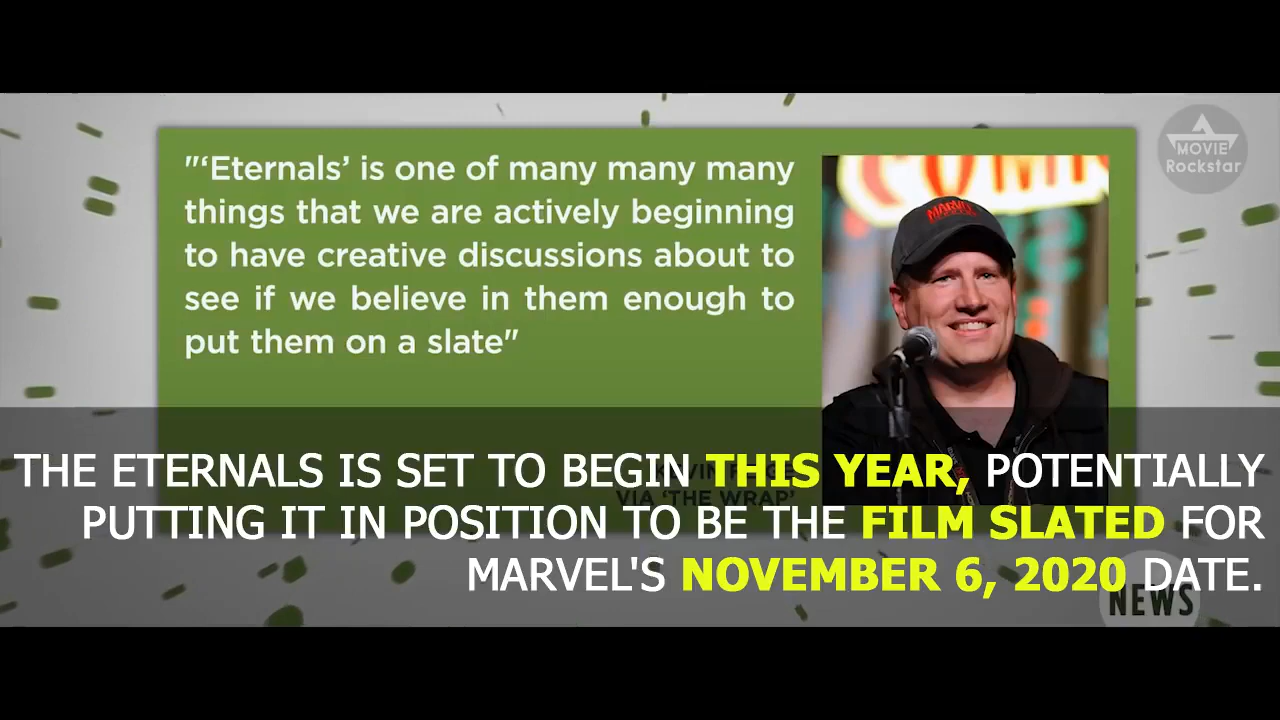 "'Eternals' is one of many many many
things that we are actively beginning
to have creative discussions about to
see if we believe in them enough to
put them on a slate"
VIA 'THE WRAP'
MOVIE
Rockstar
MARVEL
THE ETERNALS IS SET TO BEGIN THIS YEAR, POTENTIALLY
PUTTING IT IN POSITION TO BE THE FILM SLATED FOR
MARVEL'S NOVEMBER 6, 2020 DATE.
NEWS